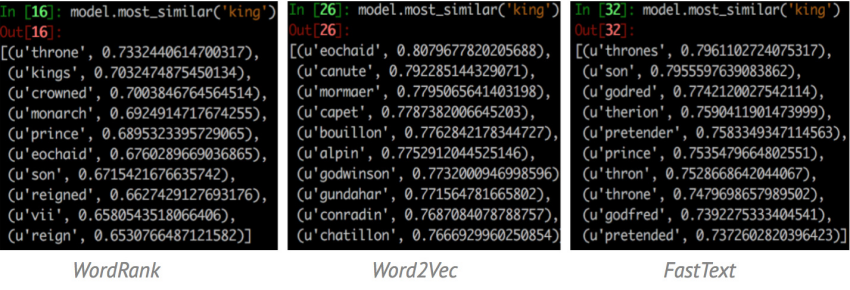 In [16]: model.most_similar('king')
Out[16]:
[(u'throne', 0.7332440614700317),
(u'kings', 0.7032474875450134),
(u'crowned', 0.7003846764564514),
(u'monarch', 0.6924914717674255),
(u'prince', 0.6895323395729065),
(u'eochaid', 0.6760289669036865),
(u'son', 0.6715421676635742),
(u'reigned', 0.6627429127693176),
(u'vii', 0.6580543518066406),
(u'reign', 0.6530766487121582)]
WordRank
In [26]: model.most_similar('king')
Out[26]:
[(u'eochaid', 0.8079677820205688),
(u'canute', 0.792285144329071),
(u'mormaer', 0.7795065641403198),
(u'capet', 0.7787382006645203),
(u'bouillon', 0.7762842178344727),
(u'alpin', 0.7752912044525146),
(u'godwinson', 0.7732000946998596)
(u'gundahar', 0.771564781665802),
(u'conradin', 0.7687084078788757),
(u'chatillon', 0.7666929960250854)
Word2Vec
In [32]: model.most_similar('king')
Out[32]:
[(u'thrones', 0.7961102724075317),
(u'son', 0.7955597639083862),
(u'godred', 0.7742120027542114),
(u'therion', 0.7590411901473999),
(u'pretender', 0.7583349347114563),
(u'prince', 0.7535479664802551),
(u'thron', 0.7528668642044067),
(u'throne', 0.7479698657989502),
(u'godfred', 0.7392275333404541),
(u'pretended', 0.7372602820396423)]
FastText